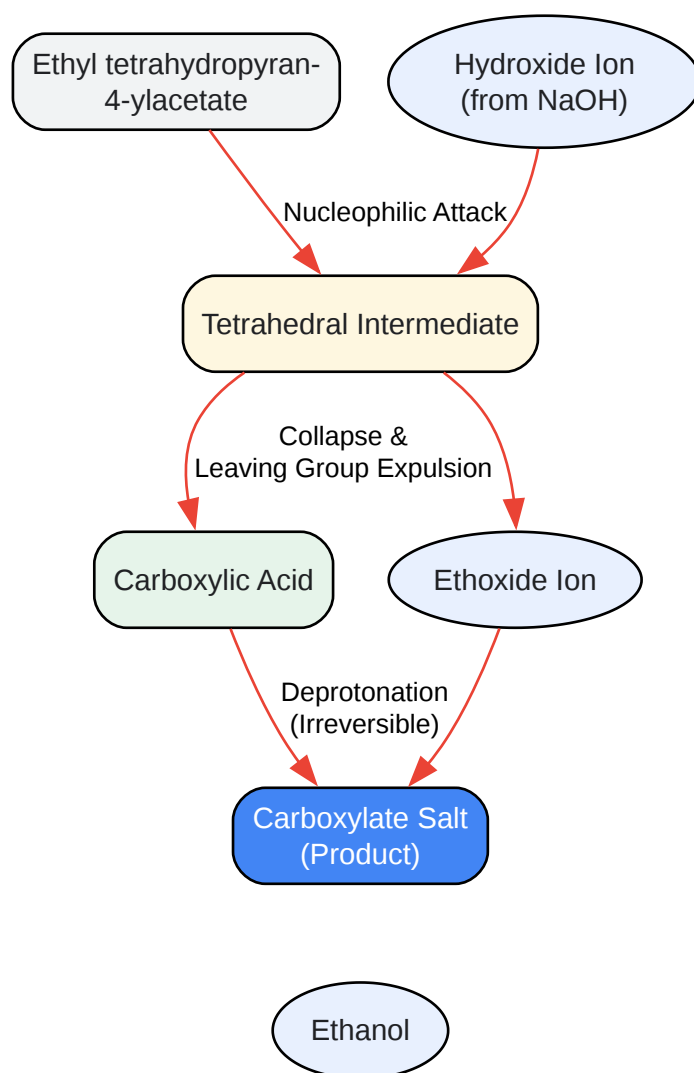 Ethyl tetrahydropyran-
4-ylacetate
Hydroxide Ion
(from NaOH)
Nucleophilic Attack
Tetrahedral Intermediate
Collapse &
Leaving Group Expulsion
Carboxylic Acid
Ethoxide Ion
Deprotonation
(Irreversible)
Carboxylate Salt
(Product)
Ethanol